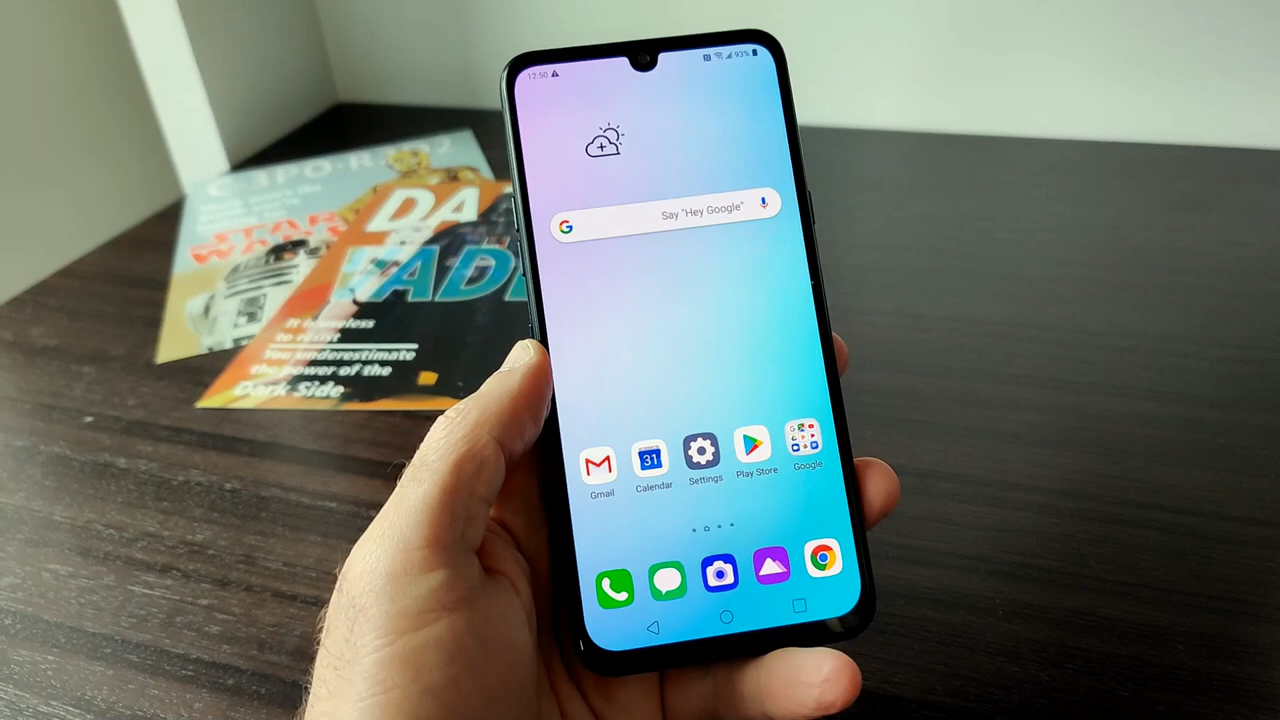 12:50
93%
Say "Hey Google"
31
Gmail
Calendar
Settings
Play Store
Google
C-3PO
STAR
WARS
DA
It is useless
to resist
You underestimate
the power of the
Dark Side